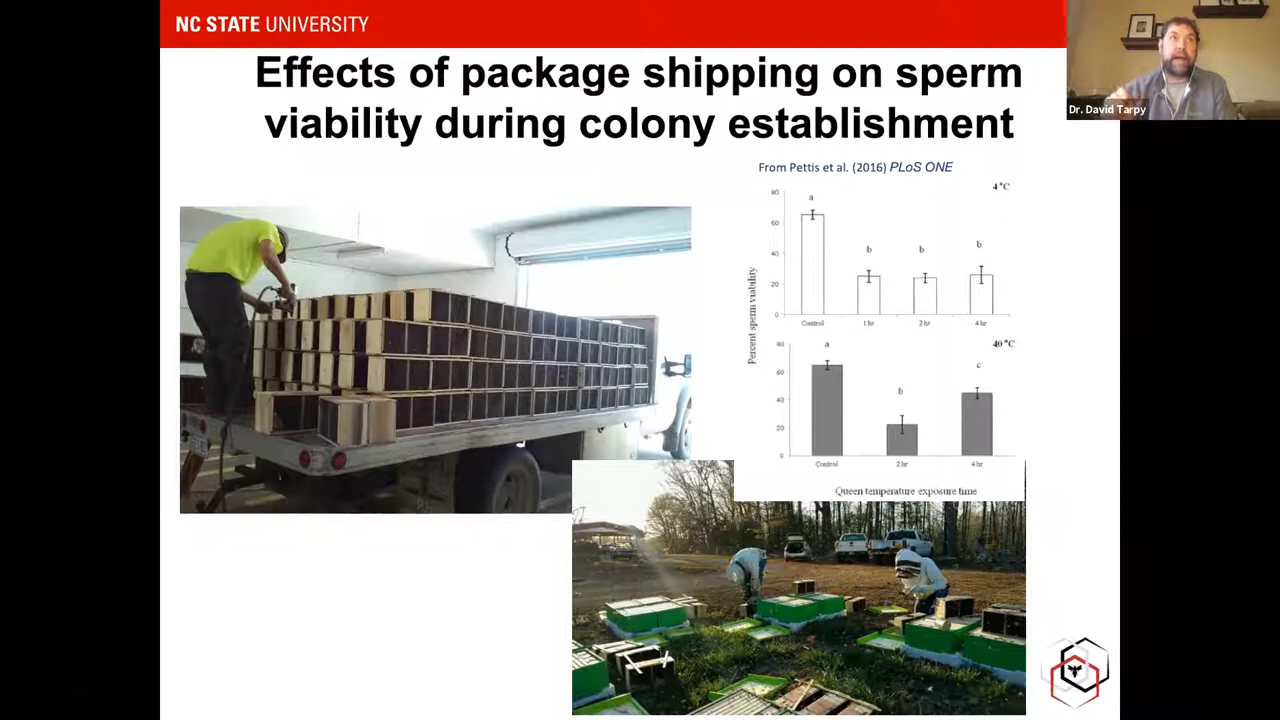 NC STATE UNIVERSITY
Effects of package shipping on sperm
viability during colony establishment
Dr. David Tarpy
From Pettis et al. (2016) PLoS ONE
4°C
80
a
60
40
b
b
b
20
0
Control
1 hr
2 hr
4 hr
Percent sperm viability
40°C
80
a
c
60
b
40
20
0
Control
2 hr
4 hr
Queen temperature exposure time